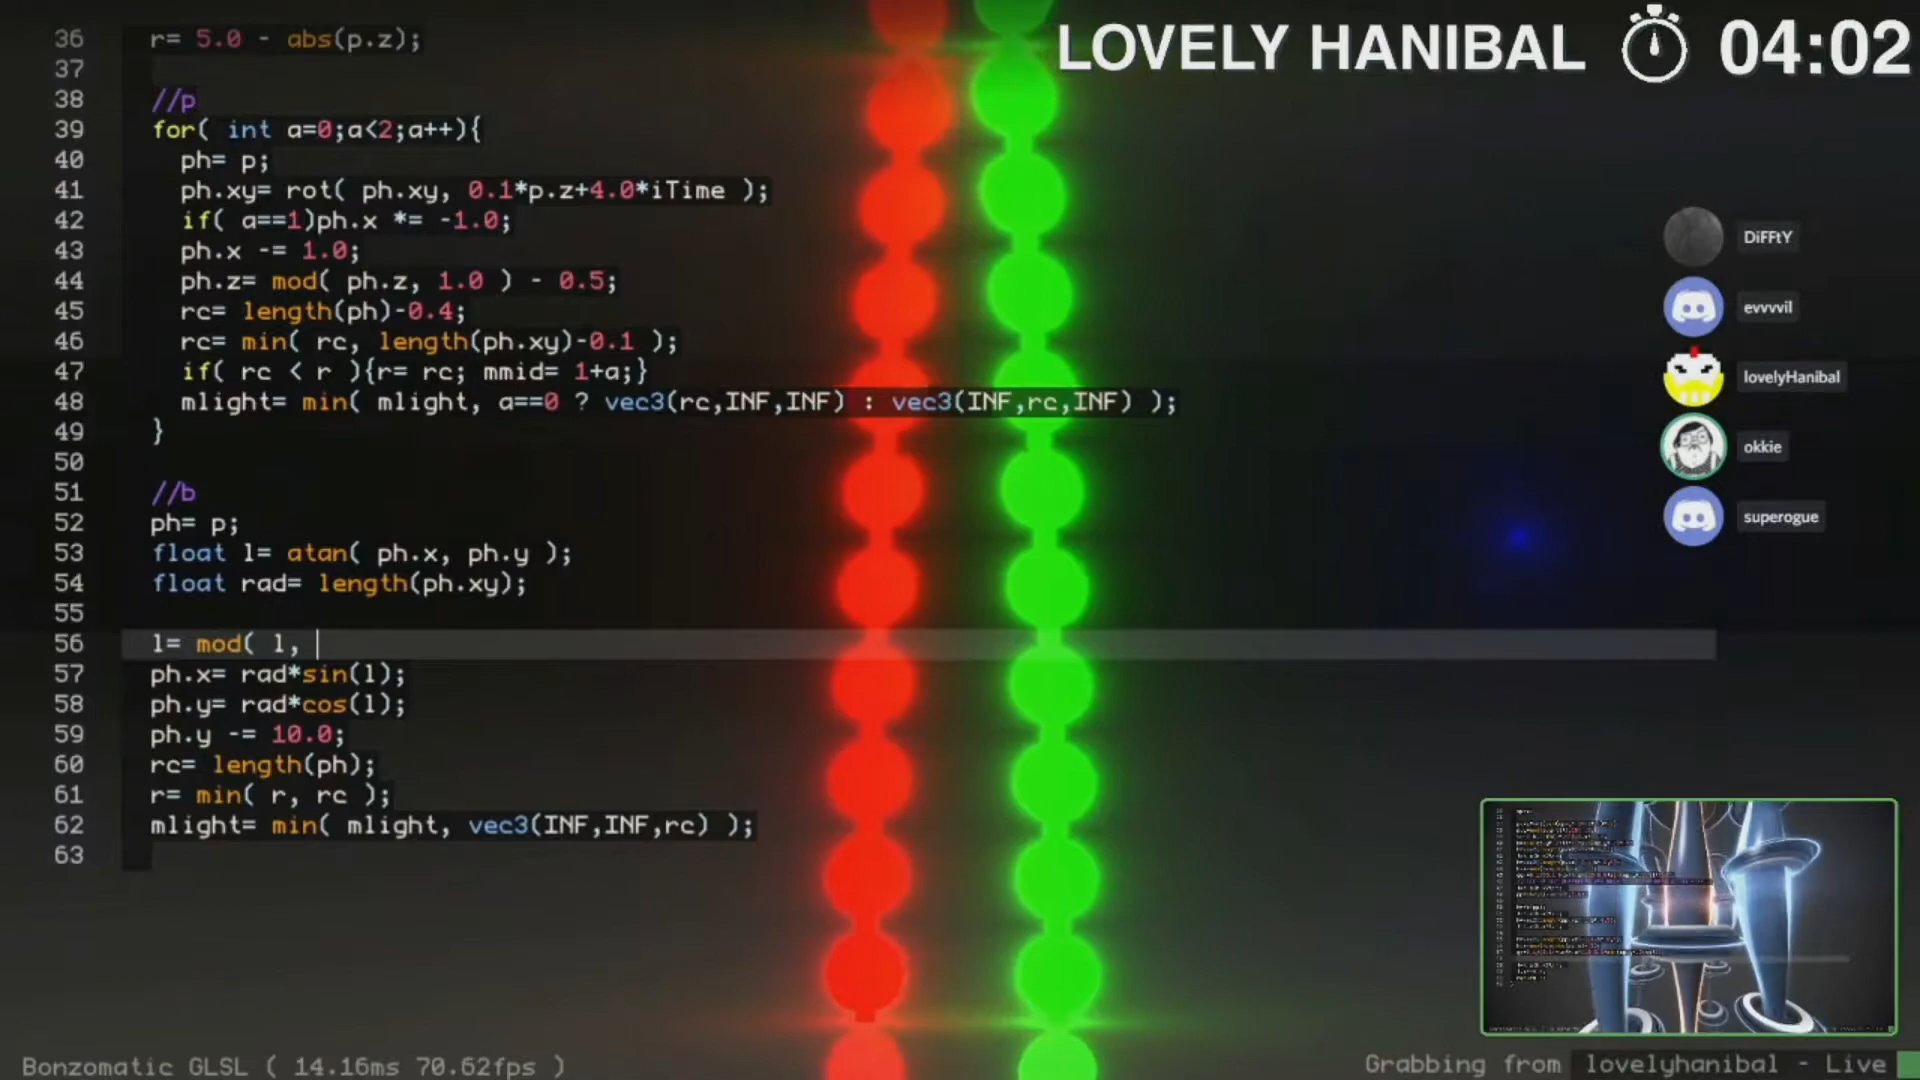 LOVELY HANIBAL 04:02
36 r= 5.0 - abs(p.z);
37
38 //p
39 for( int a=0;a<2;a++){
40 ph= p;
41 ph.xy= rot( ph.xy, 0.1*p.z+4.0*iTime );
42 if( a==1)ph.x *= -1.0;
43 ph.x -= 1.0;
44 ph.z= mod( ph.z, 1.0 ) - 0.5;
45 rc= length(ph)-0.4;
46 rc= min( rc, length(ph.xy)-0.1 );
47 if( rc < r ){r= rc; mmid= 1+a;}
48 mlight= min( mlight, a==0 ? vec3(rc,INF,INF) : vec3(INF,rc,INF) );
49 }
50
51 //b
52 ph= p;
53 float l= atan( ph.x, ph.y );
54 float rad= length(ph.xy);
55
56 l= mod( l,
57 ph.x= rad*sin(l);
58 ph.y= rad*cos(l);
59 ph.y -= 10.0;
60 rc= length(ph);
61 r= min( r, rc );
62 mlight= min( mlight, vec3(INF,INF,rc) );
63
DiFFtY
evvvvil
lovelyHanibal
okkie
superogue
Bonzomatic GLSL ( 14.16ms 70.62fps )
Grabbing from lovelyhanibal - Live